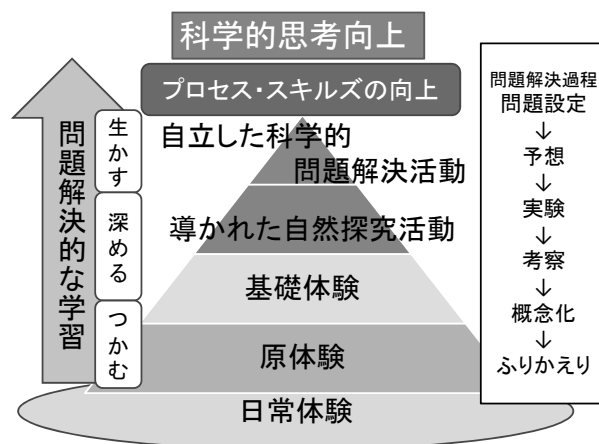 科学的思考向上
プロセス・スキルズの向上
問題解決的な学習
生かす
深める
つかむ
自立した科学的
問題解決活動
導かれた自然探究活動
基礎体験
原体験
日常体験
問題解決過程
問題設定
↓
予想
↓
実験
↓
考察
↓
概念化
↓
ふりかえり